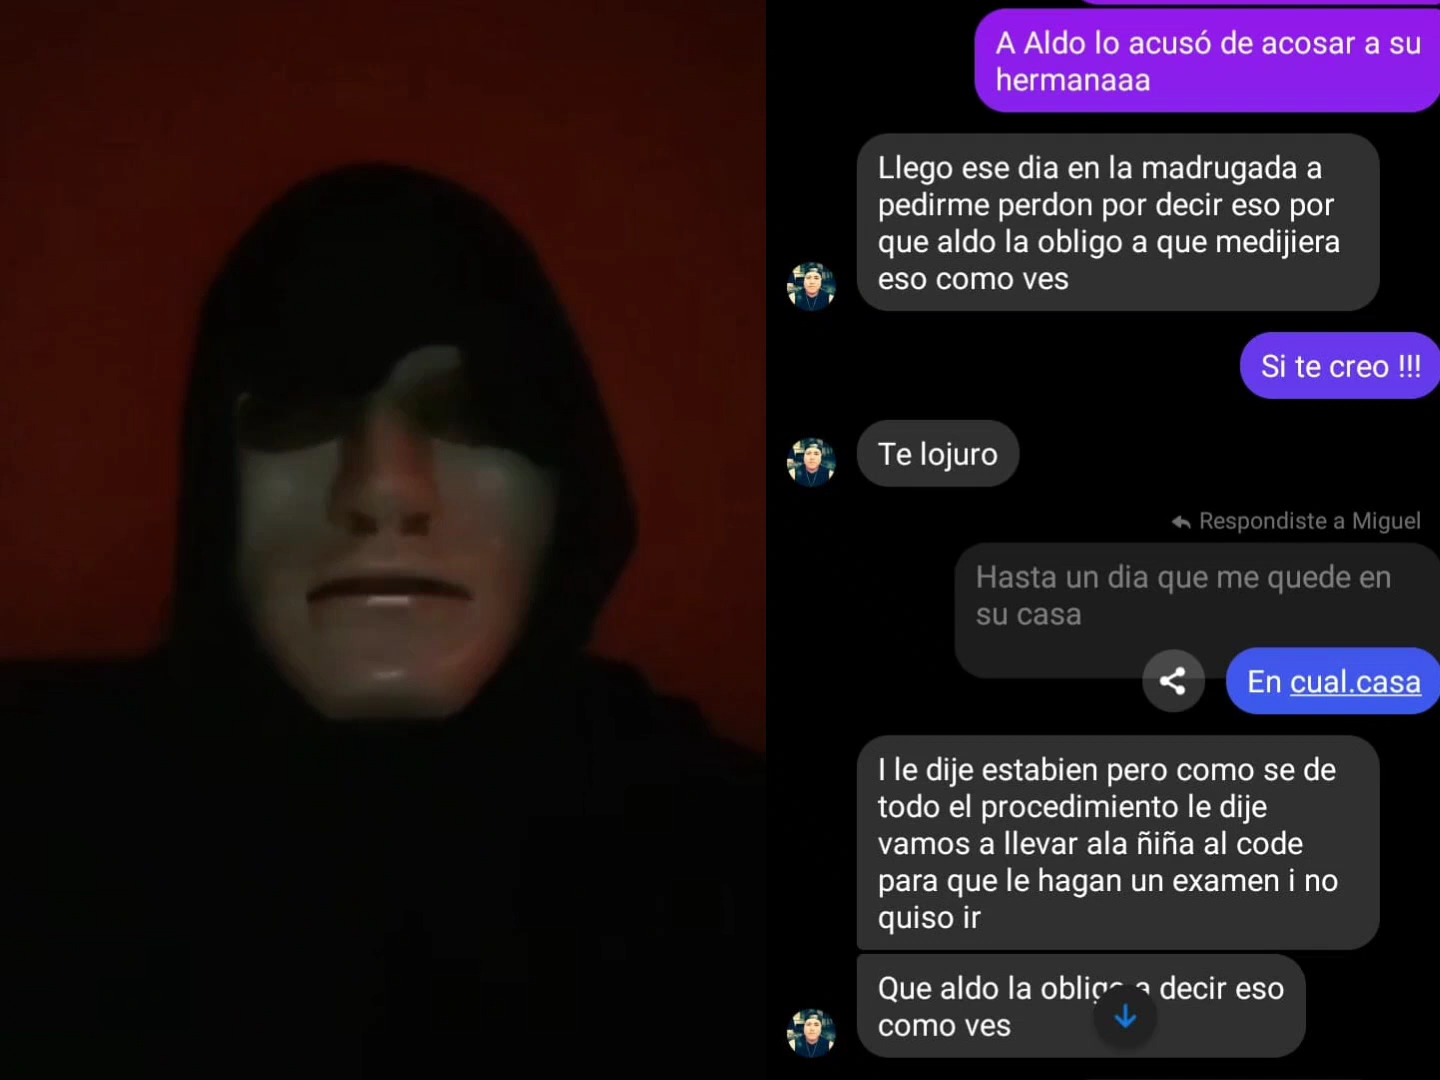 A Aldo lo acusó de acosar a su
hermanaaa
Llego ese dia en la madrugada a
pedirme perdon por decir eso por
que aldo la obligo a que medijiera
eso como ves
Si te creo !!!
Te lojuro
Respondiste a Miguel
Hasta un dia que me quede en
su casa
En cual.casa
I le dije estabien pero como se de
todo el procedimiento le dije
vamos a llevar ala ñiña al code
para que le hagan un examen i no
quiso ir
Que aldo la obligo a decir eso
como ves